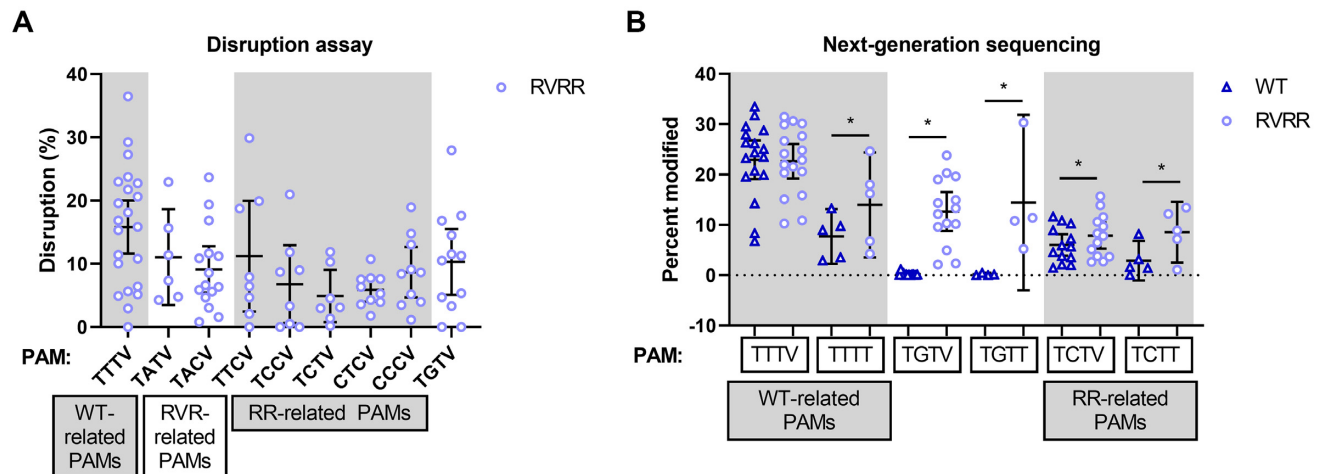 A
Disruption assay
Disruption (%)
40
30
20
10
0
RVRR
PAM:
TTTV
TATV
TACV
TTCV
TCCV
TCTV
CTCV
CCCV
TGTV
WT-
related
PAMs
RVR-
related
PAMs
RR-related PAMs
B
Next-generation sequencing
Percent modified
40
30
20
10
0
-10
*
*
*
*
*
WT
RVRR
PAM:
TTTV
TTTT
TGTV
TGTT
TCTV
TCTT
WT-related
PAMs
RR-related
PAMs